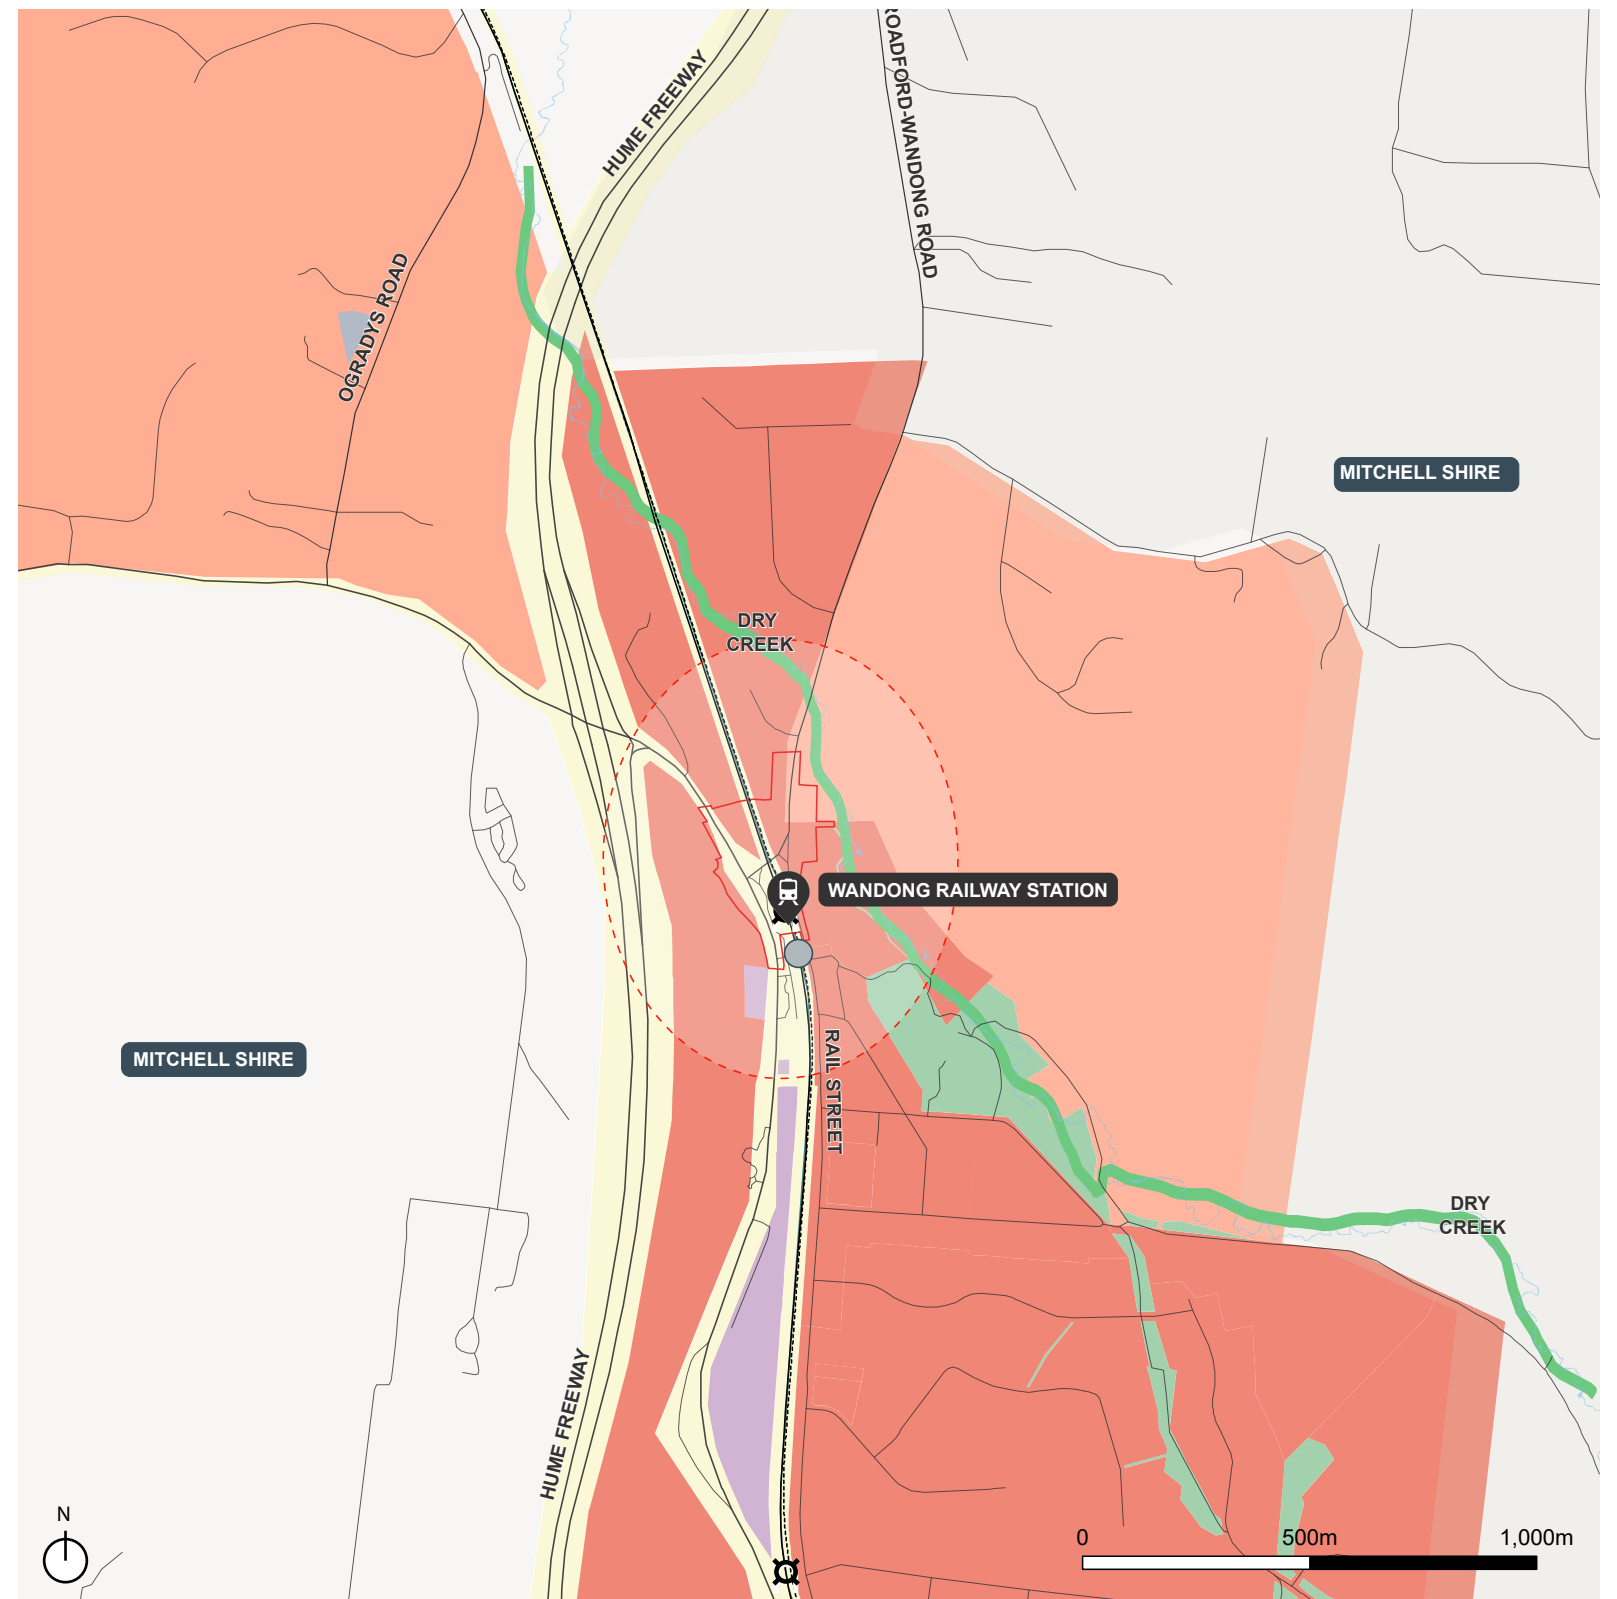 HUME FREEWAY
ROADFORD-WANDONG ROAD
OGRADYS ROAD
MITCHELL SHIRE
DRY
CREEK
WANDONG RAILWAY STATION
MITCHELL SHIRE
RAIL STREET
DRY
CREEK
HUME FREEWAY
N
0 500m 1,000m